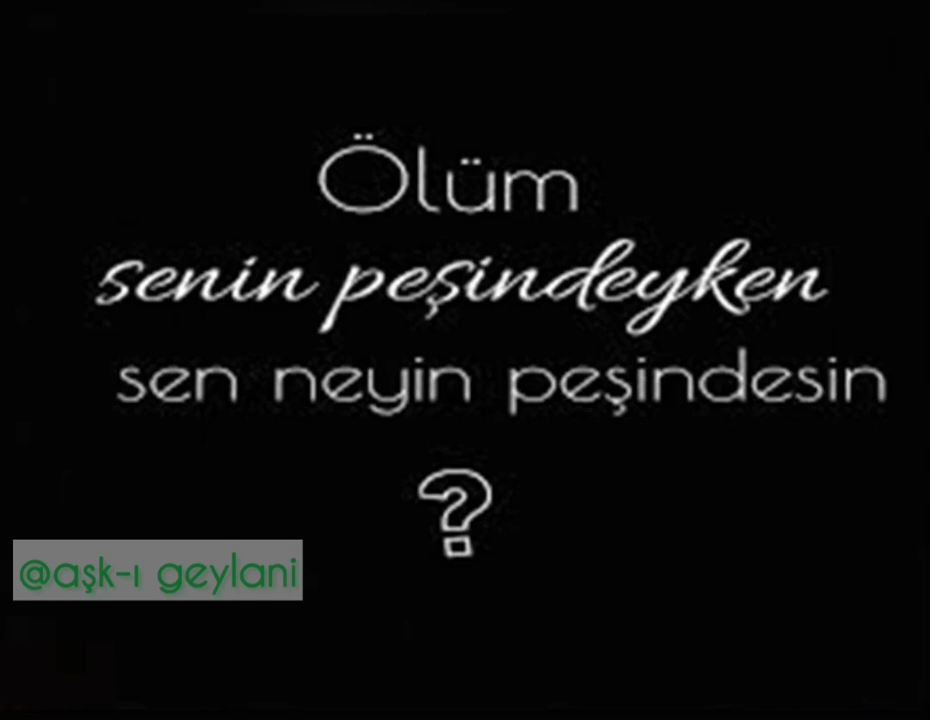 Ölüm
senin peşindeyken
sen neyin peşindesin
?
@aşk-ı geylani